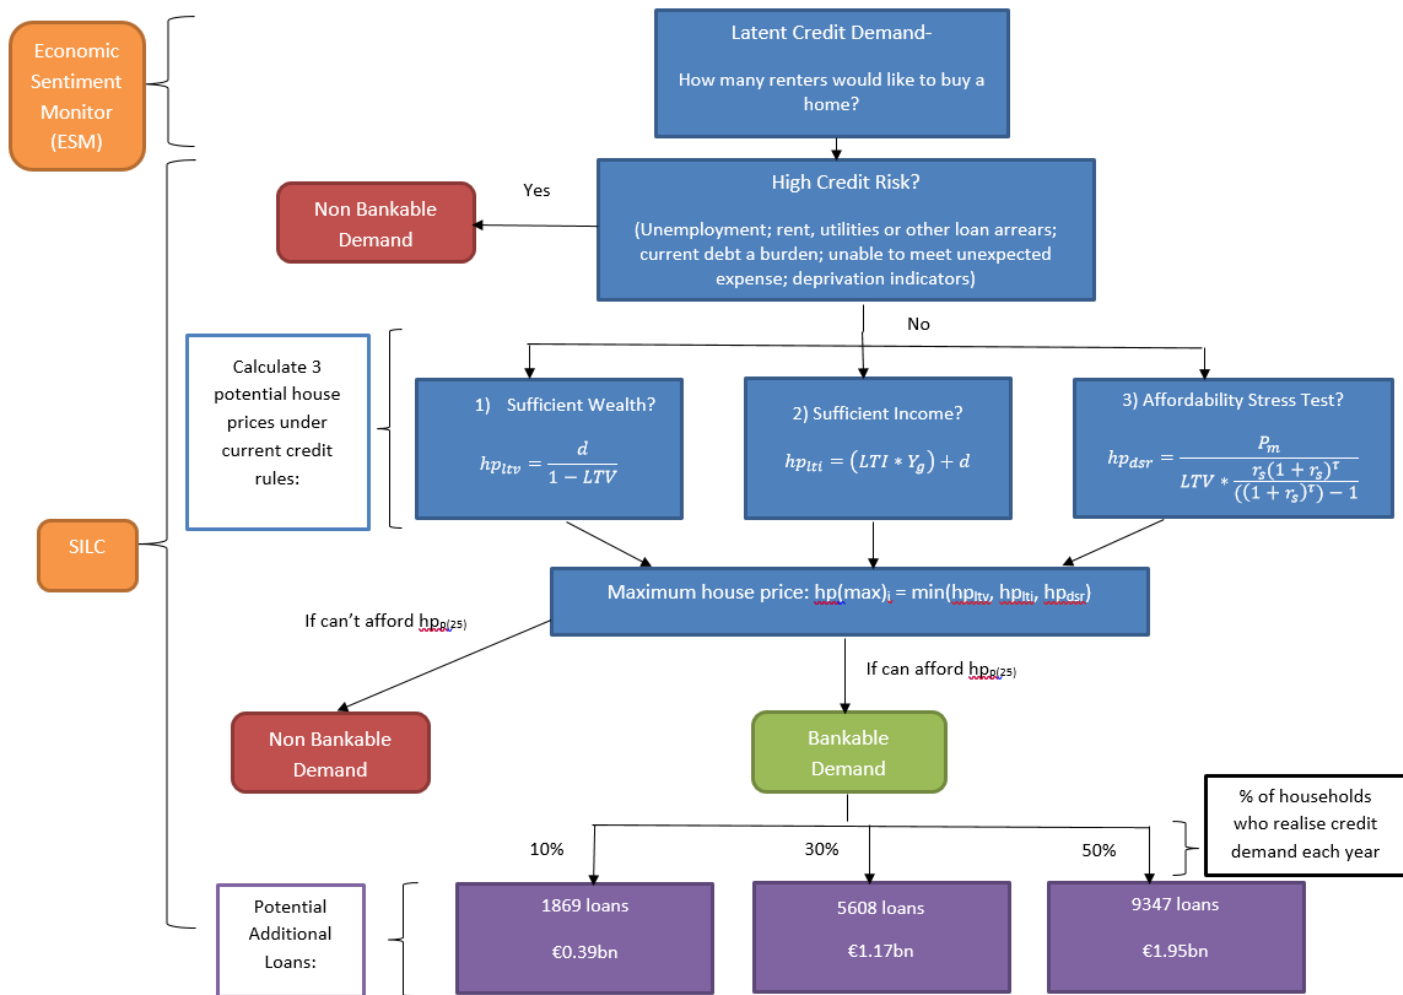 Economic
Sentiment
Monitor
(ESM)
Latent Credit Demand-
How many renters would like to buy a
home?
High Credit Risk?
(Unemployment; rent, utilities or other loan arrears;
current debt a burden; unable to meet unexpected
expense; deprivation indicators)
Yes
Non Bankable
Demand
No
Calculate 3
potential house
prices under
current credit
rules:
1) Sufficient Wealth?
hp_ltv = d / (1 − LTV)
2) Sufficient Income?
hp_lti = (LTI * Y_g) + d
3) Affordability Stress Test?
hp_dsr = P_m / (LTV * r_s(1 + r_s)^τ / (((1 + r_s)^τ) − 1))
SILC
Maximum house price: hp(max)i = min(hpltv, hplti, hpdsr)
If can’t afford hpp(25)
If can afford hpp(25)
Non Bankable
Demand
Bankable
Demand
% of households
who realise credit
demand each year
10%
30%
50%
Potential
Additional
Loans:
1869 loans
€0.39bn
5608 loans
€1.17bn
9347 loans
€1.95bn